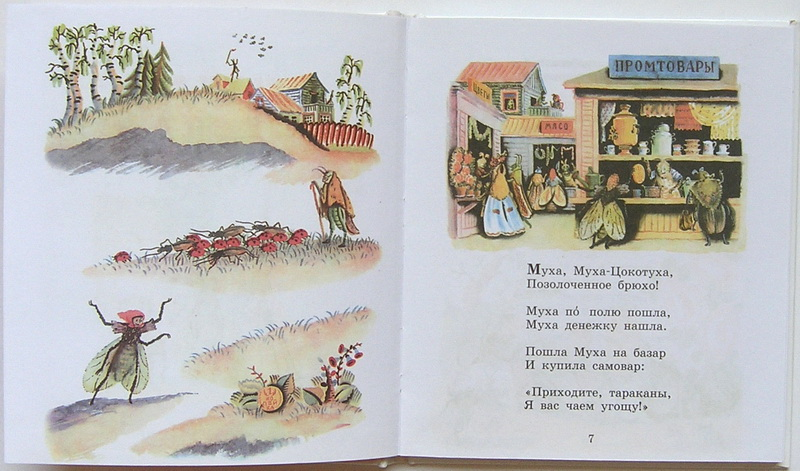 ПРОМТОВАРЫ
МЯСО
Муха, Муха-Цокотуха,
Позолоченное брюхо!
Муха по́ полю пошла,
Муха денежку нашла.
Пошла Муха на базар
И купила самовар:
«Приходите, тараканы,
Я вас чаем угощу!»
7